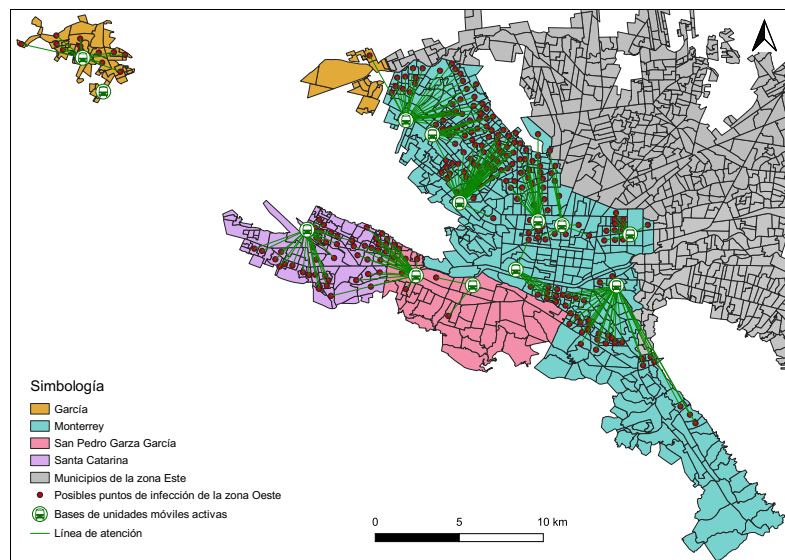 Simbología
García
Monterrey
San Pedro Garza García
Santa Catarina
Municipios de la zona Este
Posibles puntos de infección de la zona Oeste
Bases de unidades móviles activas
Línea de atención
0 5 10 km